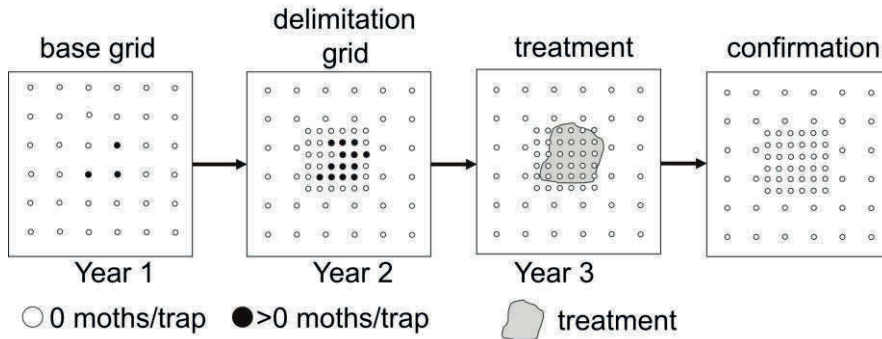 base grid
delimitation
grid
treatment
confirmation
Year 1
Year 2
Year 3
0 moths/trap
>0 moths/trap
treatment